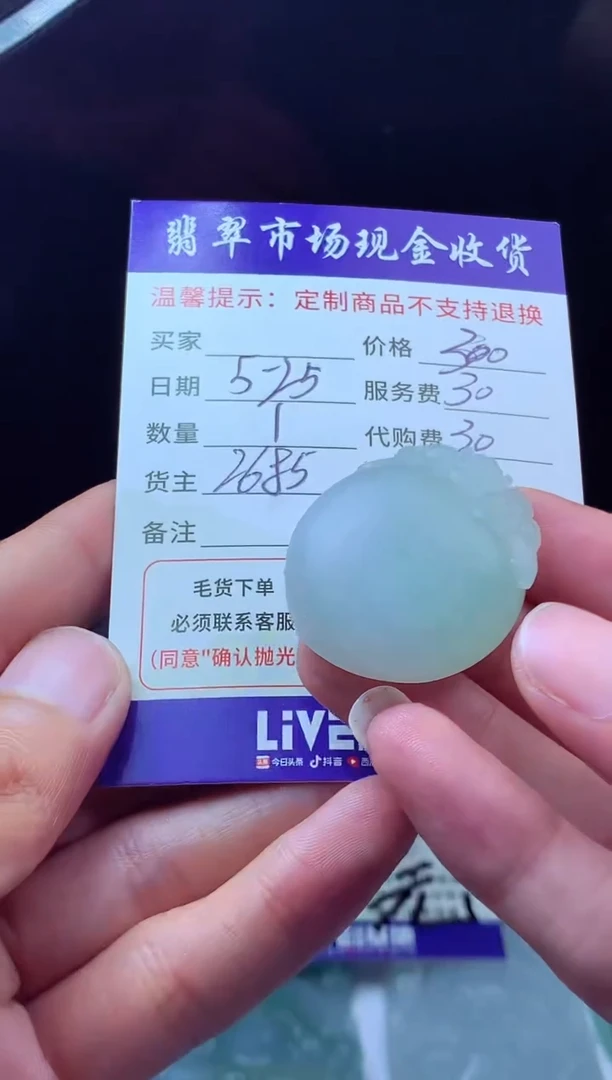 翡翠市场现金收货
温馨提示：定制商品不支持退换
买家 价格 300
日期 5-25 服务费 30
数量 1 代购费 30
货主 2685
备注
毛货下单
必须联系客服
(同意"确认抛光
LiVE
今日头条 抖音 西